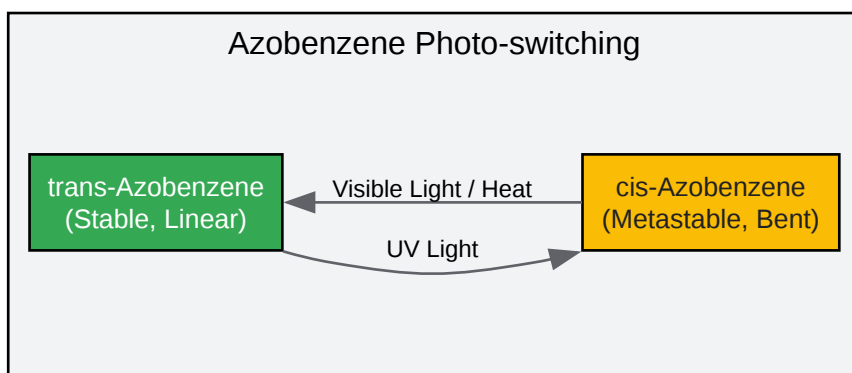 Azobenzene Photo-switching
trans-Azobenzene
(Stable, Linear)
Visible Light / Heat
cis-Azobenzene
(Metastable, Bent)
UV Light